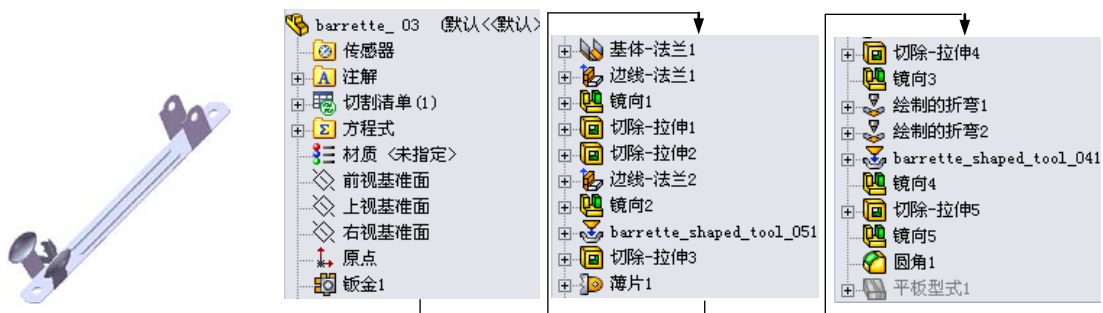 barrette_ 03 (默认<<默认>
传感器
注解
切割清单(1)
方程式
材质 <未指定>
前视基准面
上视基准面
右视基准面
原点
钣金1
基体-法兰1
边线-法兰1
镜向1
切除-拉伸1
切除-拉伸2
边线-法兰2
镜向2
barrette_shaped_tool_051
切除-拉伸3
薄片1
切除-拉伸4
镜向3
绘制的折弯1
绘制的折弯2
barrette_shaped_tool_041
镜向4
切除-拉伸5
镜向5
圆角1
平板型式1